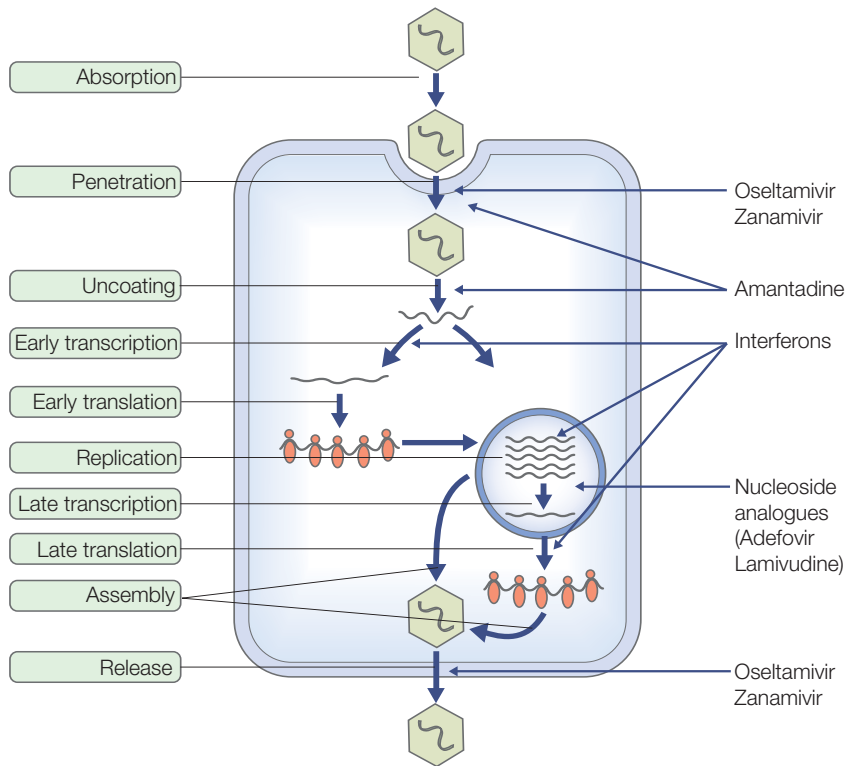 Absorption
Penetration
Oseltamivir
Zanamivir
Uncoating
Amantadine
Early transcription
Interferons
Early translation
Replication
Late transcription
Nucleoside
analogues
(Adefovir
Lamivudine)
Late translation
Assembly
Release
Oseltamivir
Zanamivir